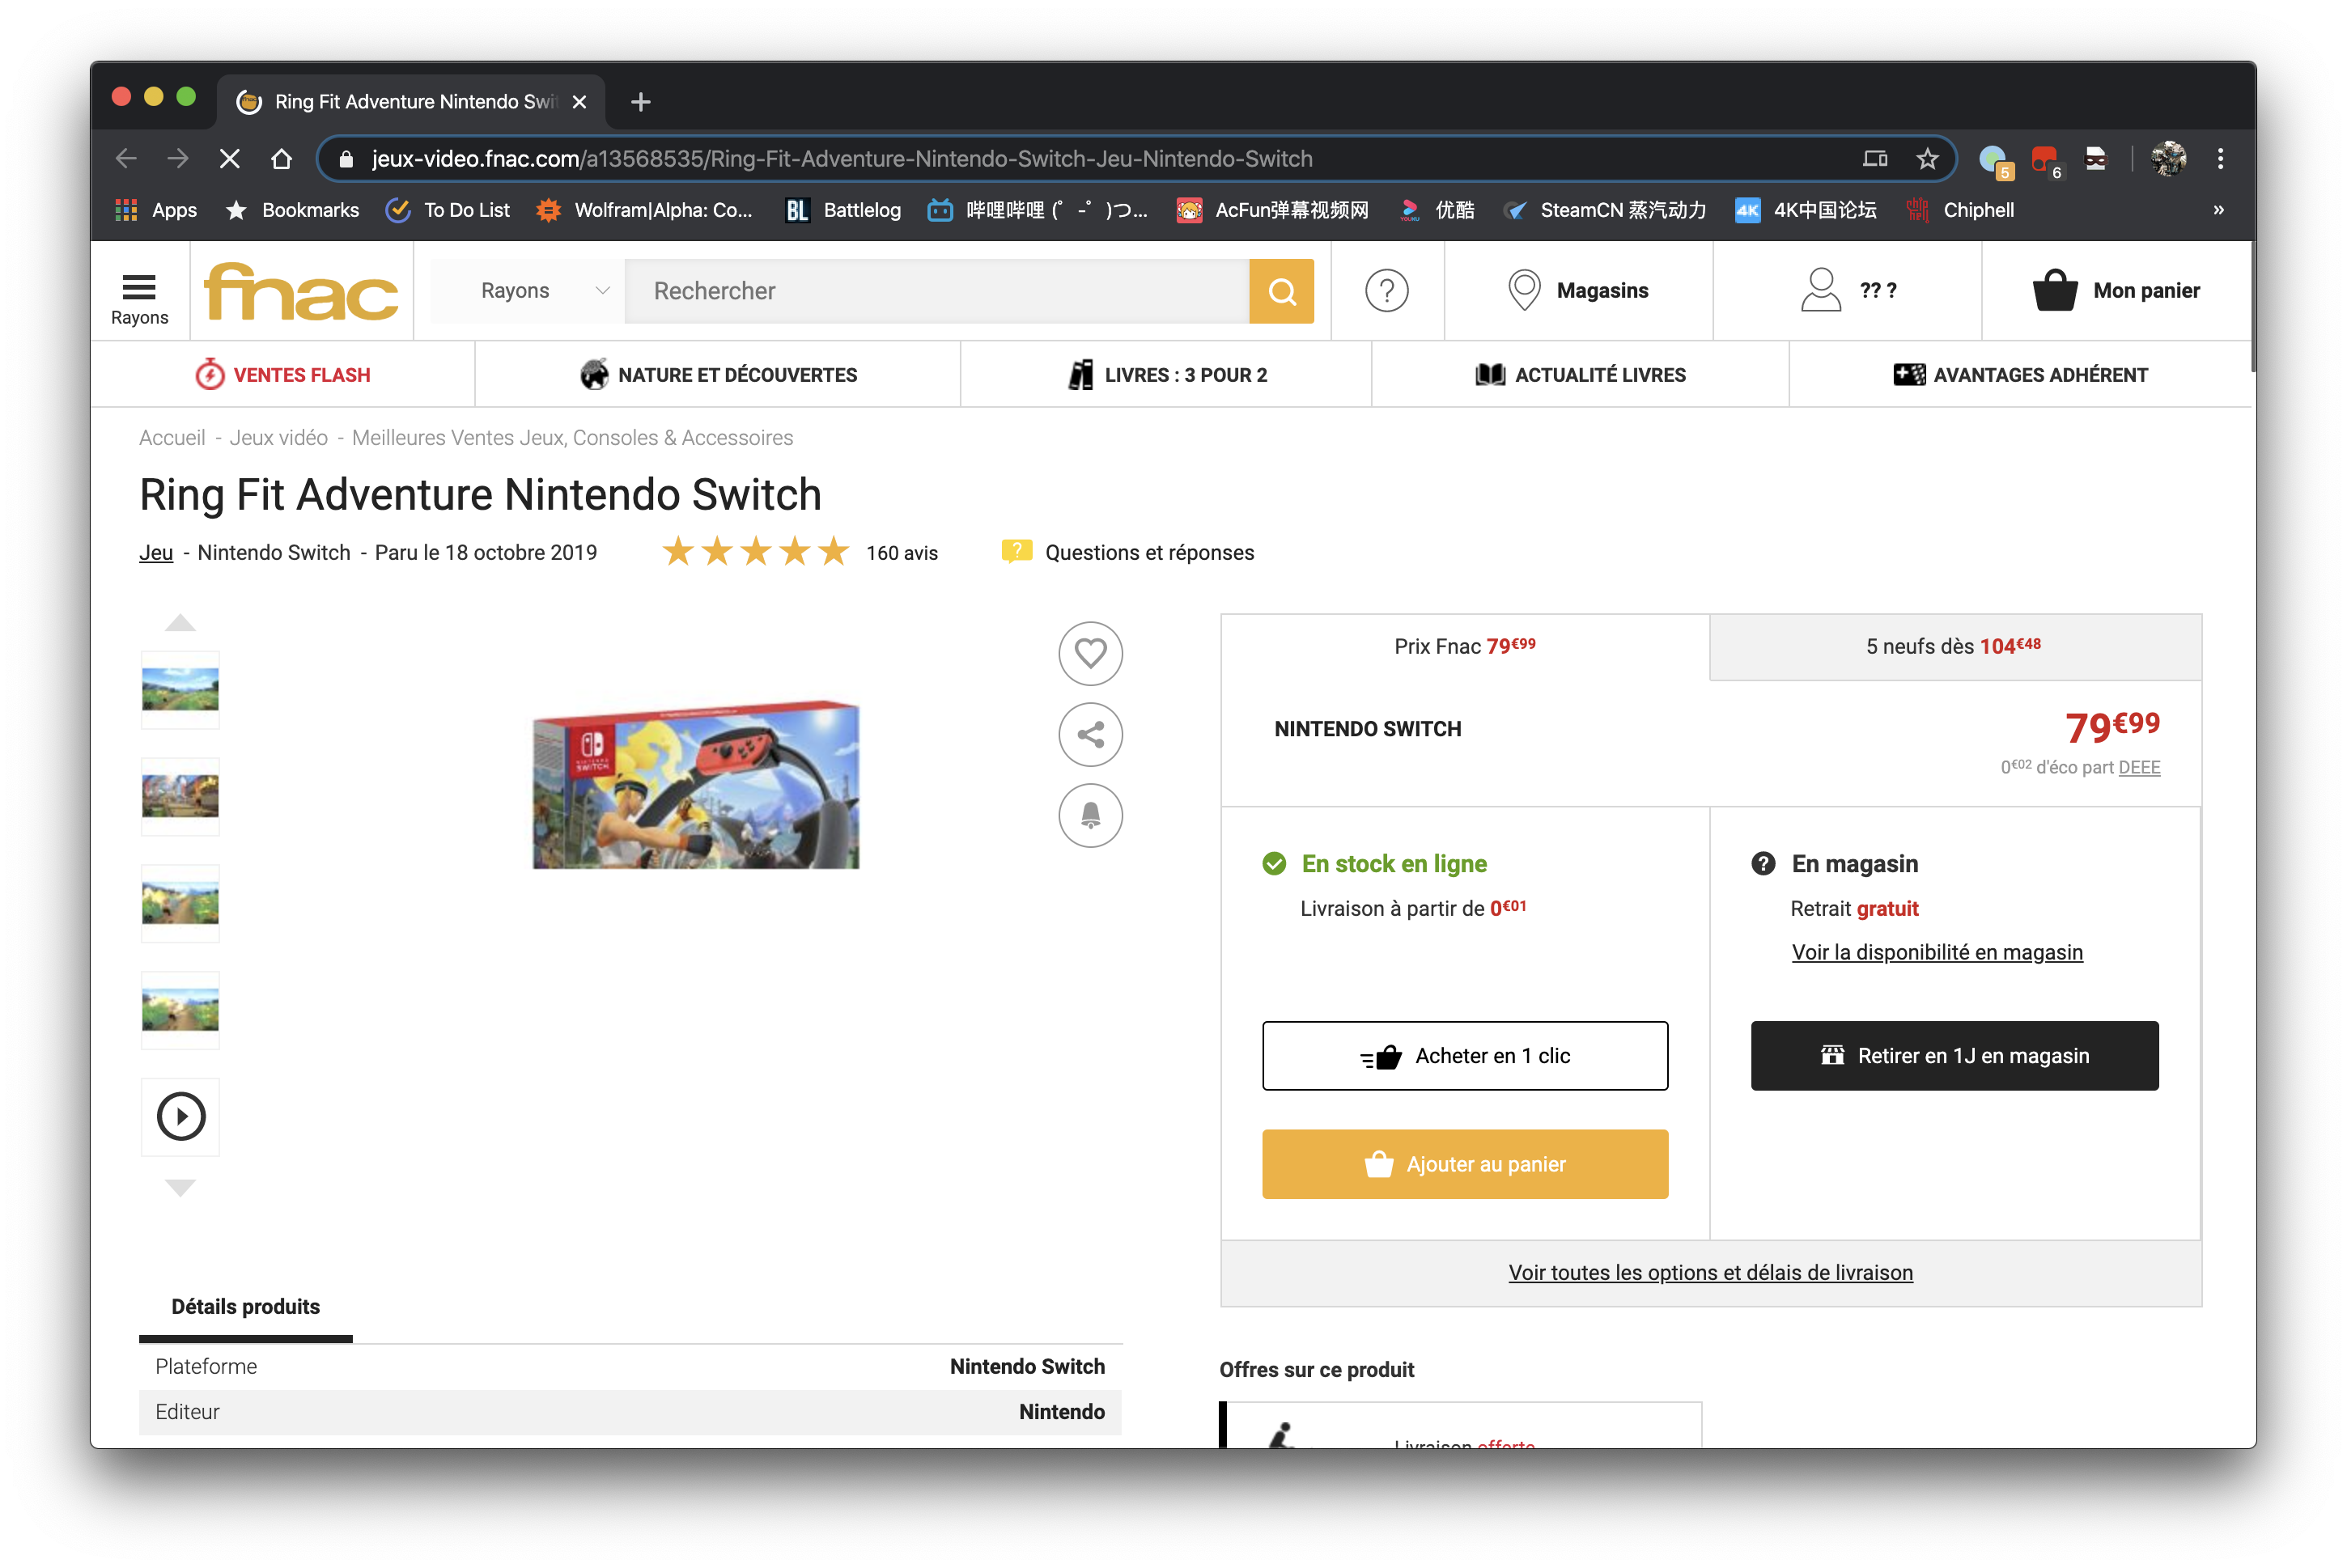 Ring Fit Adventure Nintendo Swi
jeux-video.fnac.com/a13568535/Ring-Fit-Adventure-Nintendo-Switch-Jeu-Nintendo-Switch
5
6
Apps
Bookmarks
To Do List
Wolfram|Alpha: Co...
BL
Battlelog
哔哩哔哩 (゜-゜)つ...
AcFun弹幕视频网
YOUKU
优酷
SteamCN 蒸汽动力
4K
4K中国论坛
Chiphell
»
Rayons
fnac
Rayons
Rechercher
?
Magasins
?? ?
Mon panier
VENTES FLASH
NATURE ET DÉCOUVERTES
LIVRES : 3 POUR 2
ACTUALITÉ LIVRES
AVANTAGES ADHÉRENT
Accueil - Jeux vidéo - Meilleures Ventes Jeux, Consoles & Accessoires
Ring Fit Adventure Nintendo Switch
Jeu - Nintendo Switch - Paru le 18 octobre 2019
160 avis
Questions et réponses
NINTENDO
SWITCH
Prix Fnac 79€99
5 neufs dès 104€48
NINTENDO SWITCH
79€99
0€02 d'éco part DEEE
En stock en ligne
Livraison à partir de 0€01
Acheter en 1 clic
Ajouter au panier
En magasin
Retrait gratuit
Voir la disponibilité en magasin
Retirer en 1J en magasin
Voir toutes les options et délais de livraison
Détails produits
Plateforme
Nintendo Switch
Editeur
Nintendo
Offres sur ce produit
Livraison offerte